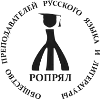 ОБЩЕСТВО ПРЕПОДАВАТЕЛЕЙ РУССКОГО ЯЗЫКА И ЛИТЕРАТУРЫ
РОПРЯЛ